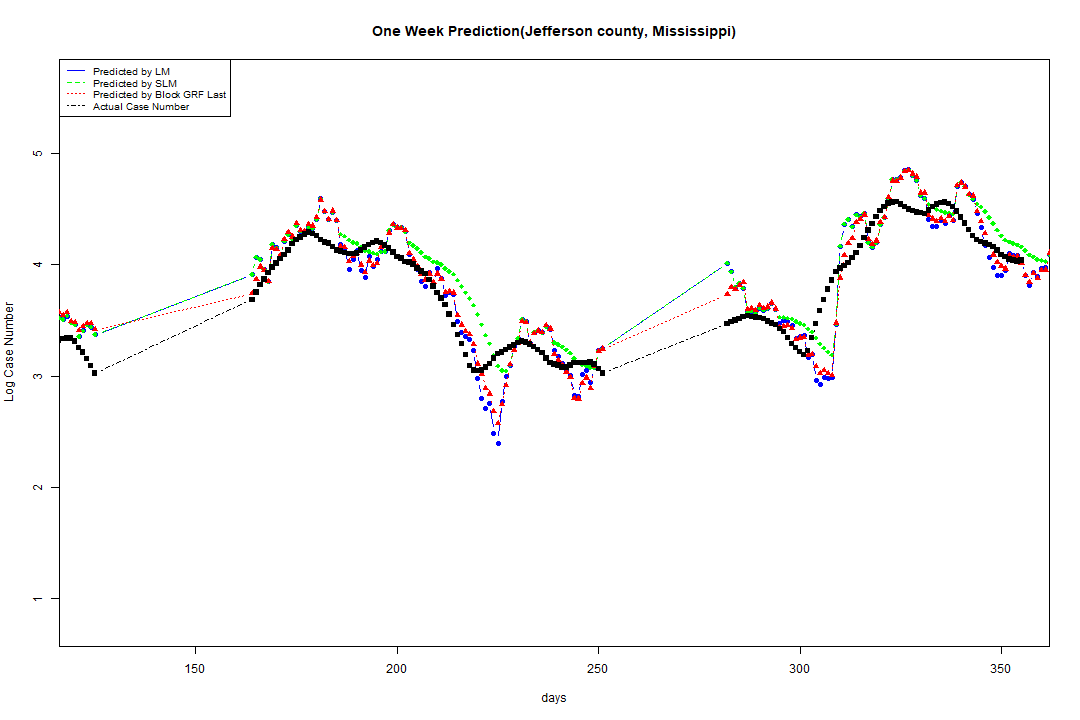 One Week Prediction(Jefferson county, Mississippi)
Predicted by LM
Predicted by SLM
Predicted by Block GRF Last
Actual Case Number
5
4
3
2
1
Log Case Number
150 200 250 300 350
days